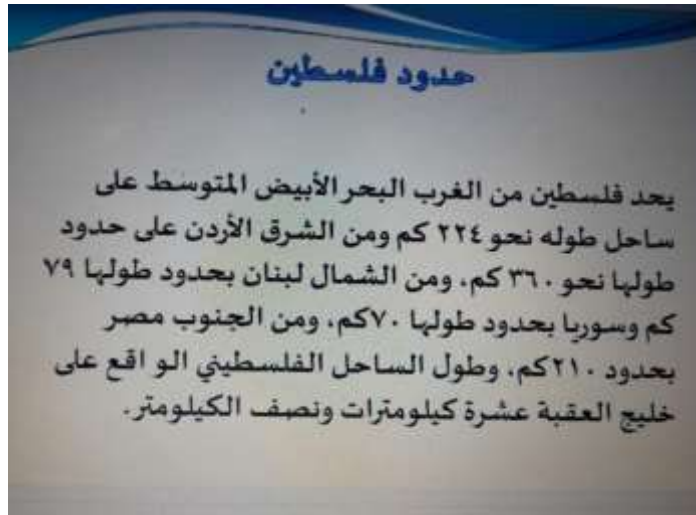 حدود فلسطين
يحد فلسطين من الغرب البحر الأبيض المتوسط على
ساحل طوله نحو ٢٢٤ كم ومن الشرق الأردن على حدود
طولها نحو ٣٦٠ كم. ومن الشمال لبنان بحدود طولها ٧٩
كم وسوريا بحدود طولها ٧٠كم. ومن الجنوب مصر
بحدود ٢١٠كم. وطول الساحل الفلسطيني الو اقع على
خليج العقبة عشرة كيلومترات ونصف الكيلومتر.